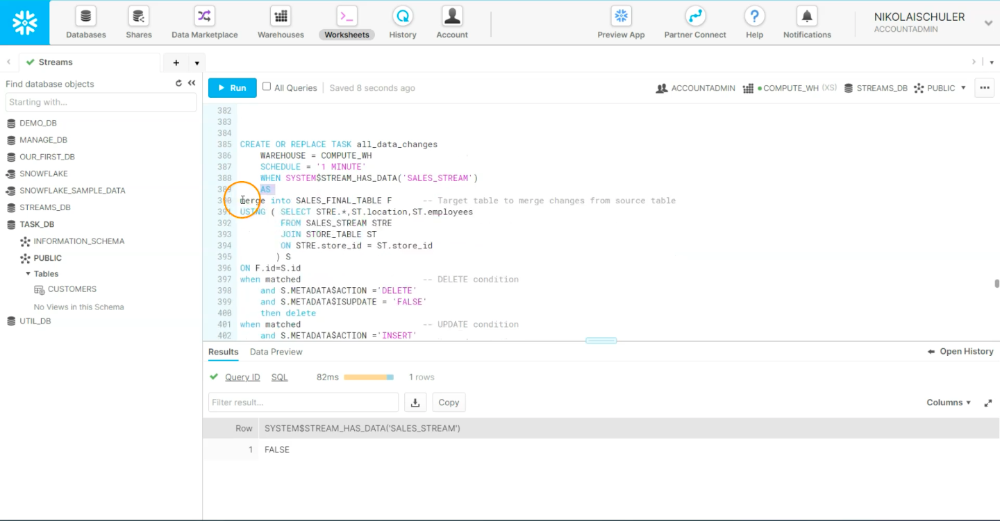 Databases
Shares
Data Marketplace
Warehouses
Worksheets
History
Account
Preview App
Partner Connect
Help
Notifications
NIKOLAISCHULER
ACCOUNTADMIN
Streams
Find database objects
Starting with...
DEMO_DB
MANAGE_DB
OUR_FIRST_DB
SNOWFLAKE
SNOWFLAKE_SAMPLE_DATA
STREAMS_DB
TASK_DB
INFORMATION_SCHEMA
PUBLIC
Tables
CUSTOMERS
No Views in this Schema
UTIL_DB
Run All Queries Saved 8 seconds ago ACCOUNTADMIN COMPUTE_WH (XS) STREAMS_DB PUBLIC
382
383
384
385 CREATE OR REPLACE TASK all_data_changes
386 WAREHOUSE = COMPUTE_WH
387 SCHEDULE = '1 MINUTE'
388 WHEN SYSTEM$STREAM_HAS_DATA('SALES_STREAM')
389 AS
390 merge into SALES_FINAL_TABLE F -- Target table to merge changes from source table
391 USING ( SELECT STRE.*,ST.location,ST.employees
392 FROM SALES_STREAM STRE
393 JOIN STORE_TABLE ST
394 ON STRE.store_id = ST.store_id
395 ) S
396 ON F.id=S.id
397 when matched -- DELETE condition
398 and S.METADATA$ACTION ='DELETE'
399 and S.METADATA$ISUPDATE = 'FALSE'
400 then delete
401 when matched -- UPDATE condition
402 and S.METADATA$ACTION ='INSERT'
Results Data Preview Open History
Query ID SQL 82ms 1 rows
Filter result... Copy Columns
Row SYSTEM$STREAM_HAS_DATA('SALES_STREAM')
1 FALSE